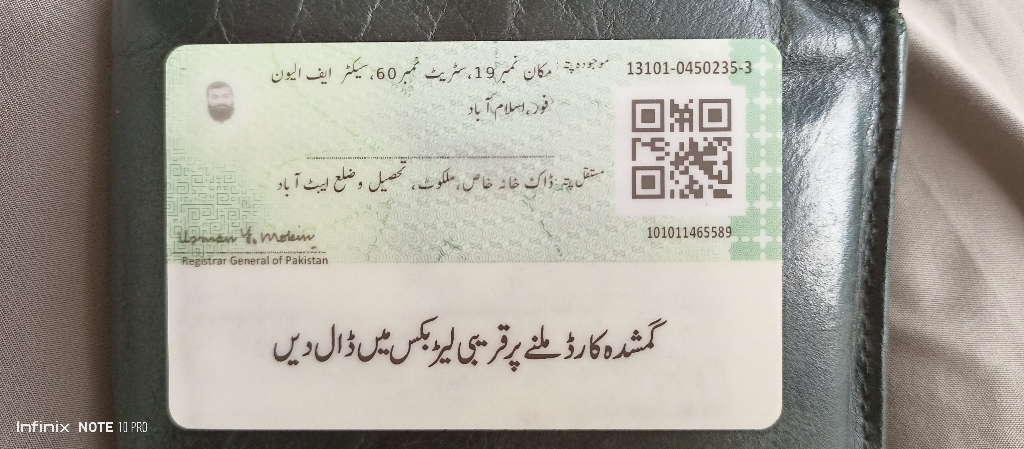 موجودہ پتہ: مکان نمبر 19، سٹریٹ نمبر 60، سیکٹر ایف الیون
فور، اسلام آباد
13101-0450235-3
مستقل پتہ: ڈاک خانہ خاص، ملکوٹ، تحصیل و ضلع ایبٹ آباد
101011465589
Usman Y. Mobin
Registrar General of Pakistan
گمشدہ کارڈ ملنے پر قریبی لیٹر بکس میں ڈال دیں
Infinix NOTE 10 PRO